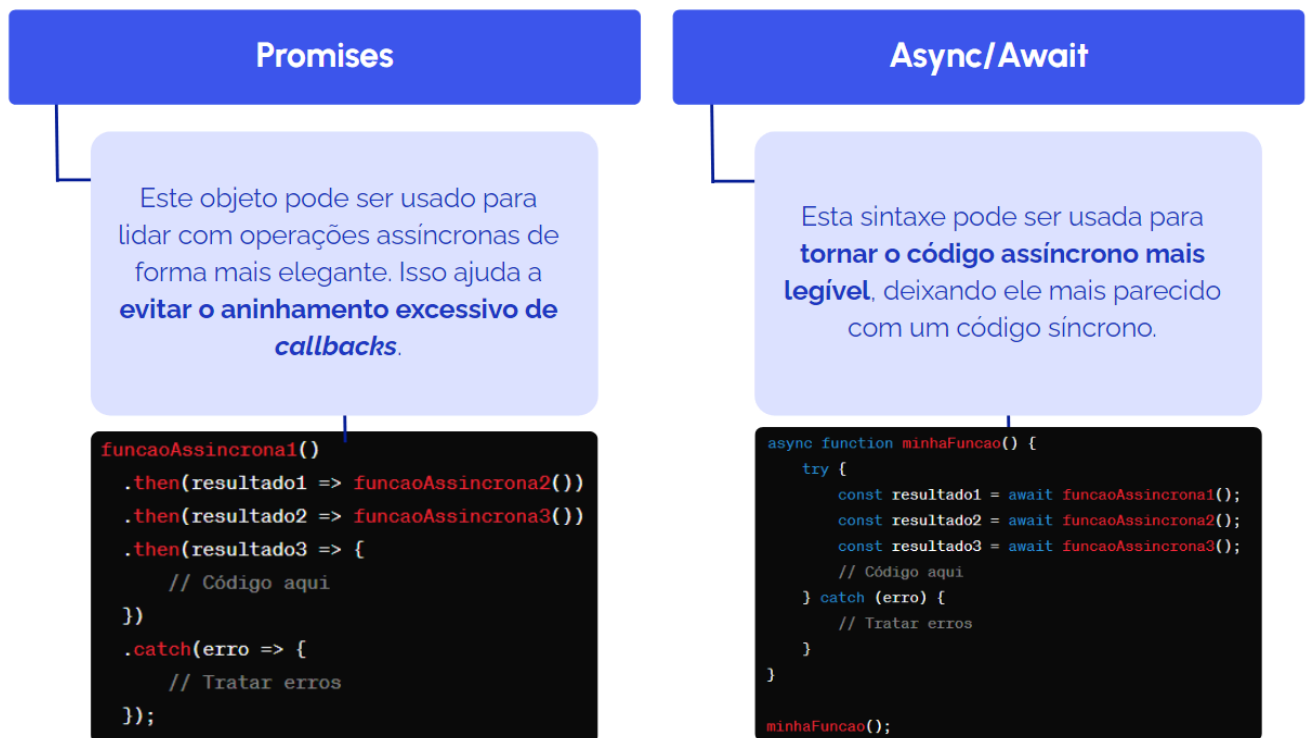 Promises
Este objeto pode ser usado para
lidar com operações assíncronas de
forma mais elegante. Isso ajuda a
evitar o aninhamento excessivo de
callbacks.
funcaoAssincrona1()
  .then(resultado1 => funcaoAssincrona2())
  .then(resultado2 => funcaoAssincrona3())
  .then(resultado3 => {
      // Código aqui
  })
  .catch(erro => {
      // Tratar erros
  });
Async/Await
Esta sintaxe pode ser usada para
tornar o código assíncrono mais
legível, deixando ele mais parecido
com um código síncrono.
async function minhaFuncao() {
    try {
        const resultado1 = await funcaoAssincrona1();
        const resultado2 = await funcaoAssincrona2();
        const resultado3 = await funcaoAssincrona3();
        // Código aqui
    } catch (erro) {
        // Tratar erros
    }
}
minhaFuncao();